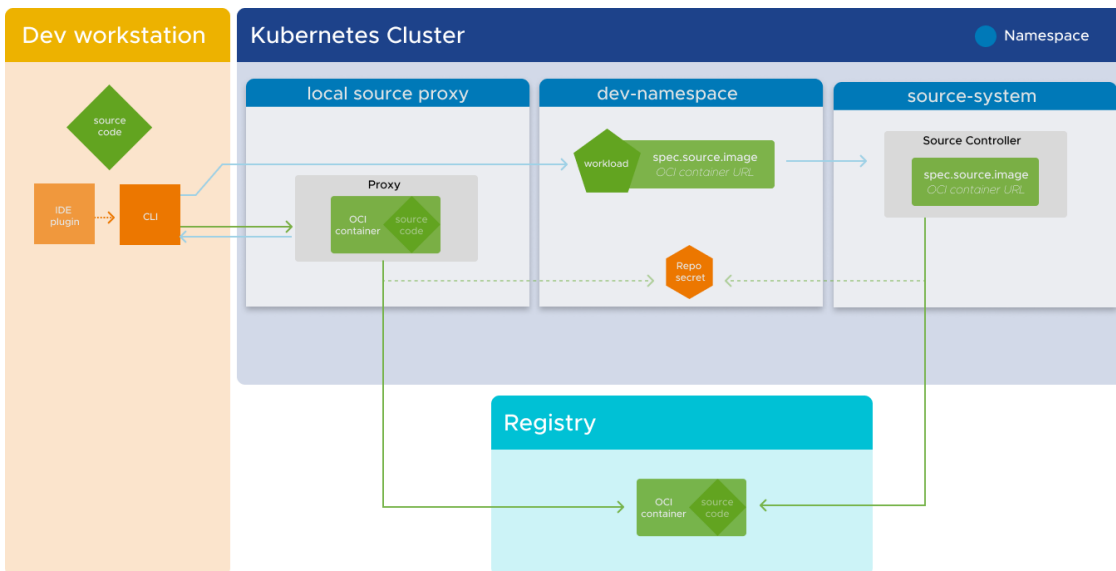 Dev workstation
Kubernetes Cluster
Namespace
local source proxy
dev-namespace
source-system
source
code
IDE
plugin
CLI
Proxy
OCI
container
source
code
workload
spec.source.image
OCI container URL
Source Controller
spec.source.image
OCI container URL
Repo
secret
Registry
OCI
container
source
code